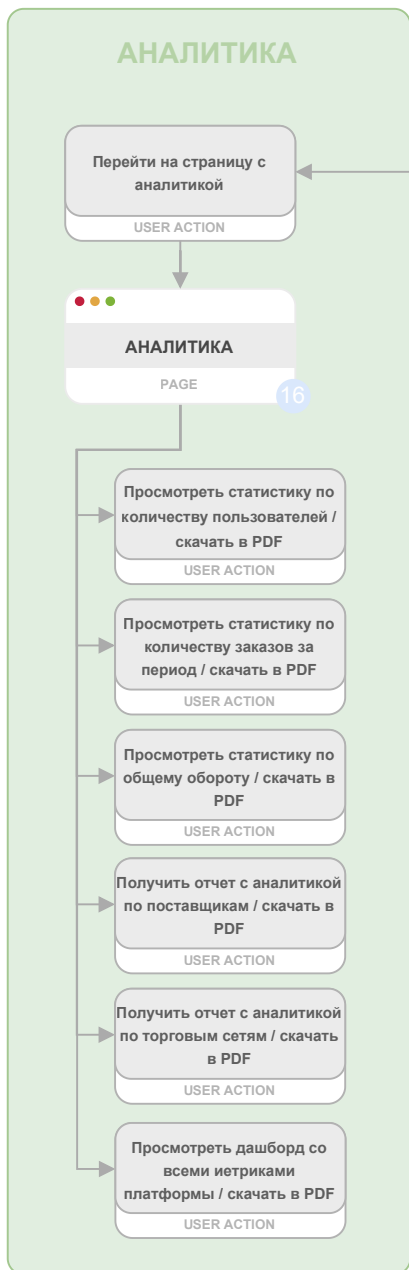 АНАЛИТИКА
Перейти на страницу с
аналитикой
USER ACTION
АНАЛИТИКА
PAGE
16
Просмотреть статистику по
количеству пользователей /
скачать в PDF
USER ACTION
Просмотреть статистику по
количеству заказов за
период / скачать в PDF
USER ACTION
Просмотреть статистику по
общему обороту / скачать в
PDF
USER ACTION
Получить отчет с аналитикой
по поставщикам / скачать в
PDF
USER ACTION
Получить отчет с аналитикой
по торговым сетям / скачать
в PDF
USER ACTION
Просмотреть дашборд со
всеми иетриками
платформы / скачать в PDF
USER ACTION